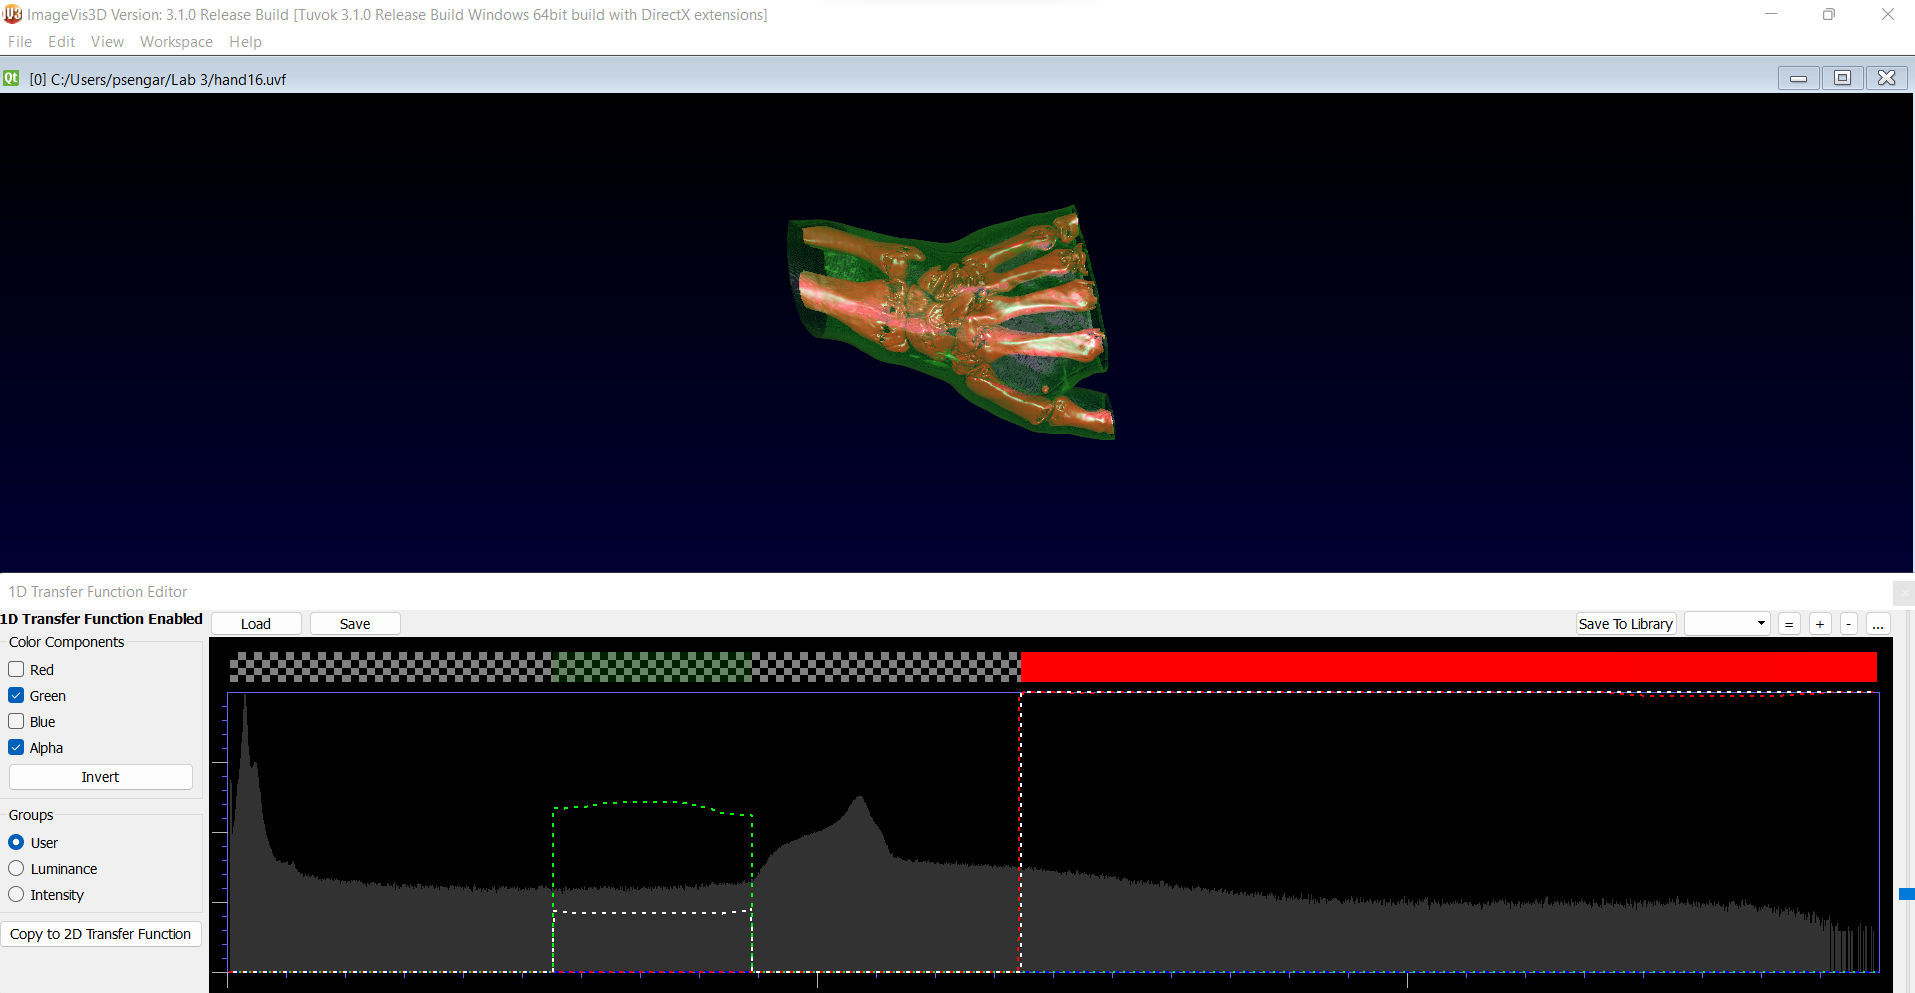 IV3 ImageVis3D Version: 3.1.0 Release Build [Tuvok 3.1.0 Release Build Windows 64bit build with DirectX extensions]
File Edit View Workspace Help
Qt [0] C:/Users/psengar/Lab 3/hand16.uvf
1D Transfer Function Editor
1D Transfer Function Enabled
Load Save Save To Library = + - ...
Color Components
Red
Green
Blue
Alpha
Invert
Groups
User
Luminance
Intensity
Copy to 2D Transfer Function